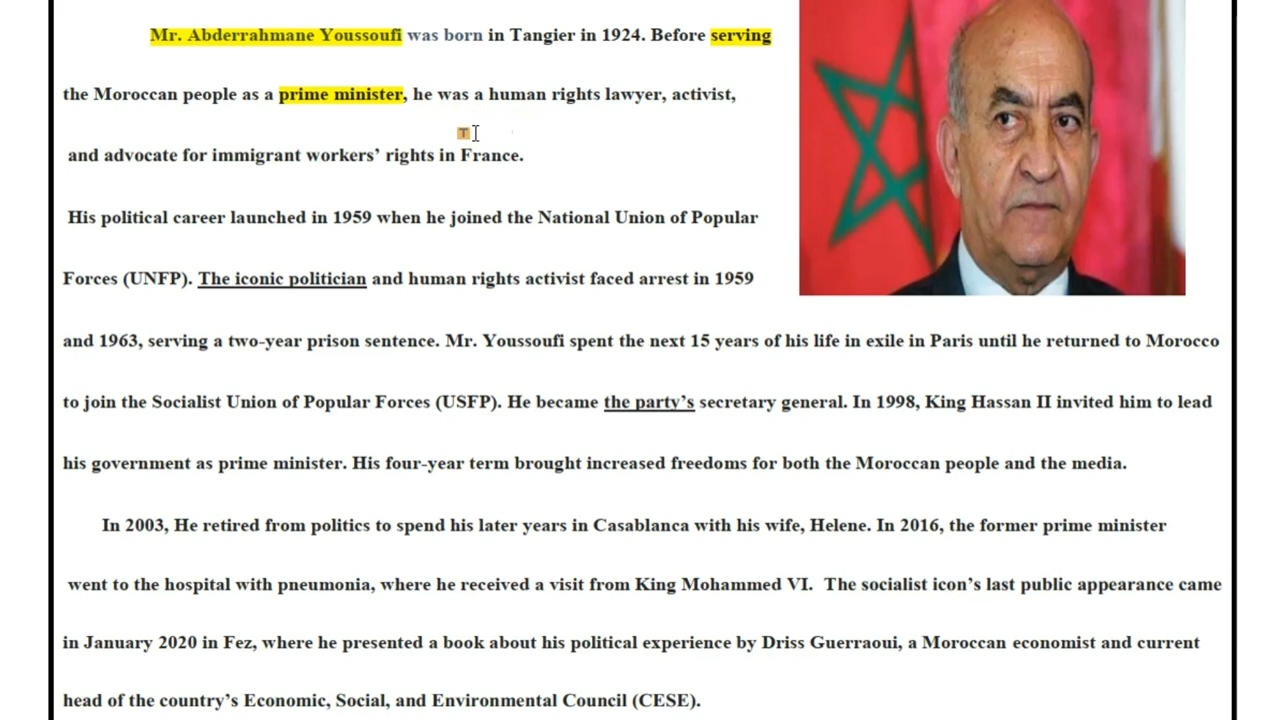 Mr. Abderrahmane Youssoufi was born in Tangier in 1924. Before serving
the Moroccan people as a prime minister, he was a human rights lawyer, activist,
T
and advocate for immigrant workers’ rights in France.
His political career launched in 1959 when he joined the National Union of Popular
Forces (UNFP). The iconic politician and human rights activist faced arrest in 1959
and 1963, serving a two-year prison sentence. Mr. Youssoufi spent the next 15 years of his life in exile in Paris until he returned to Morocco
to join the Socialist Union of Popular Forces (USFP). He became the party’s secretary general. In 1998, King Hassan II invited him to lead
his government as prime minister. His four-year term brought increased freedoms for both the Moroccan people and the media.
In 2003, He retired from politics to spend his later years in Casablanca with his wife, Helene. In 2016, the former prime minister
went to the hospital with pneumonia, where he received a visit from King Mohammed VI. The socialist icon’s last public appearance came
in January 2020 in Fez, where he presented a book about his political experience by Driss Guerraoui, a Moroccan economist and current
head of the country’s Economic, Social, and Environmental Council (CESE).